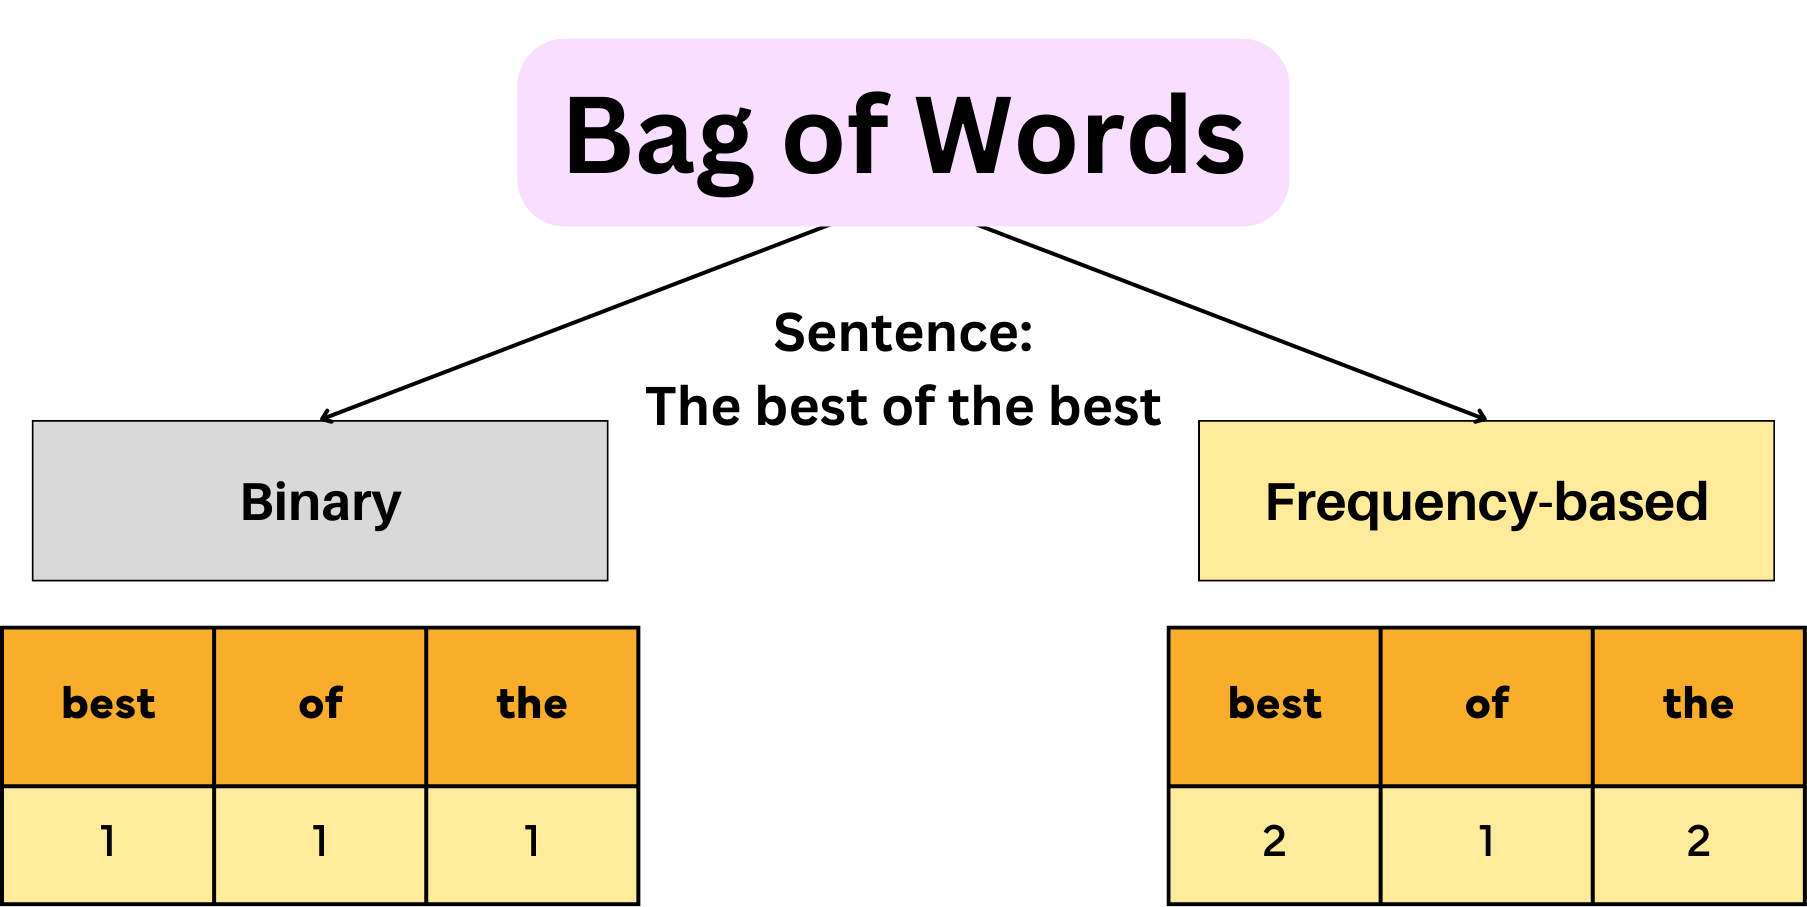 Bag of Words
Sentence:
The best of the best
Binary
Frequency-based
best of the
1 1 1
best of the
2 1 2